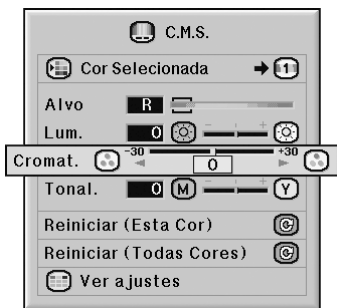 C.M.S.
Cor Selecionada 1
Alvo R
Lum. 0
Cromat. -30 0 +30
Tonal. 0 M Y
Reiniciar (Esta Cor)
Reiniciar (Todas Cores)
Ver ajustes